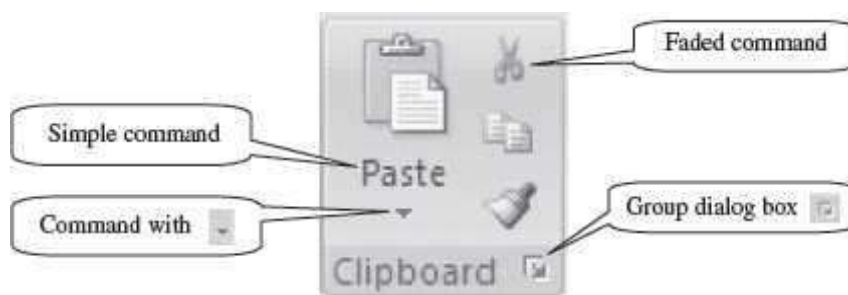 Faded command
Simple command
Paste
Command with
Group dialog box
Clipboard